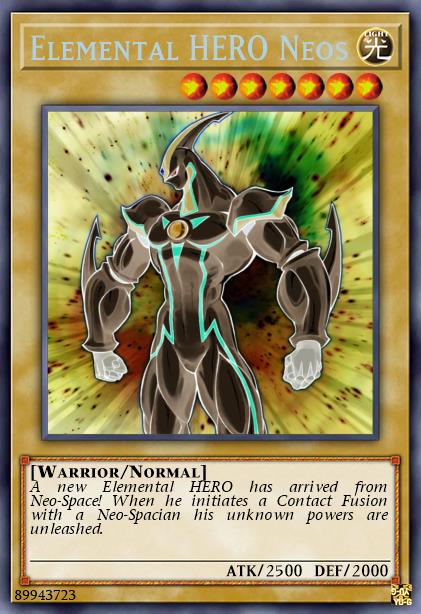 Elemental HERO Neos
LIGHT
光
[Warrior/Normal]
A new Elemental HERO has arrived from
Neo-Space! When he initiates a Contact Fusion
with a Neo-Spacian his unknown powers are
unleashed.
ATK/2500 DEF/2000
89943723